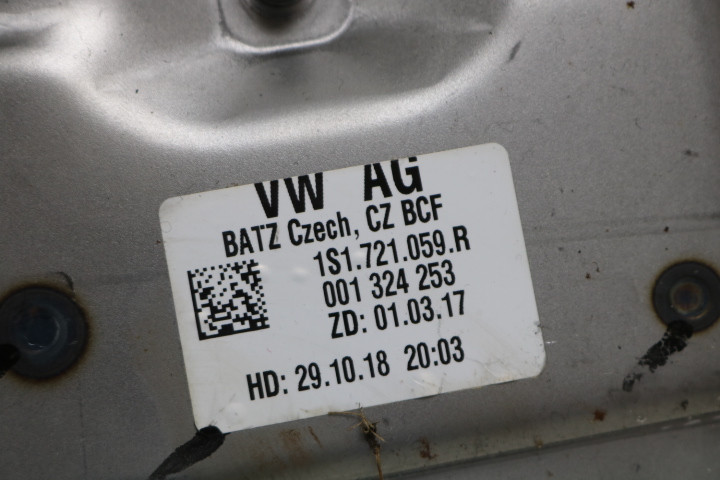 VW AG
BATZ Czech, CZ BCF
1S1.721.059.R
001 324 253
ZD: 01.03.17
HD: 29.10.18 20:03